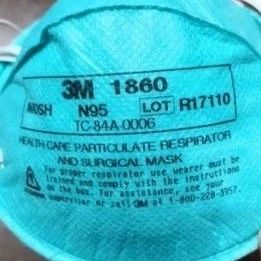 3M 1860
NIOSH N95 LOT R17110
TC-84A-0006
HEALTH CARE PARTICULATE RESPIRATOR
AND SURGICAL MASK
For proper respirator use wearer must be
trained and comply with the instructions
on the box. For assistance, see your
supervisor or call 3M at 1-800-228-3957.